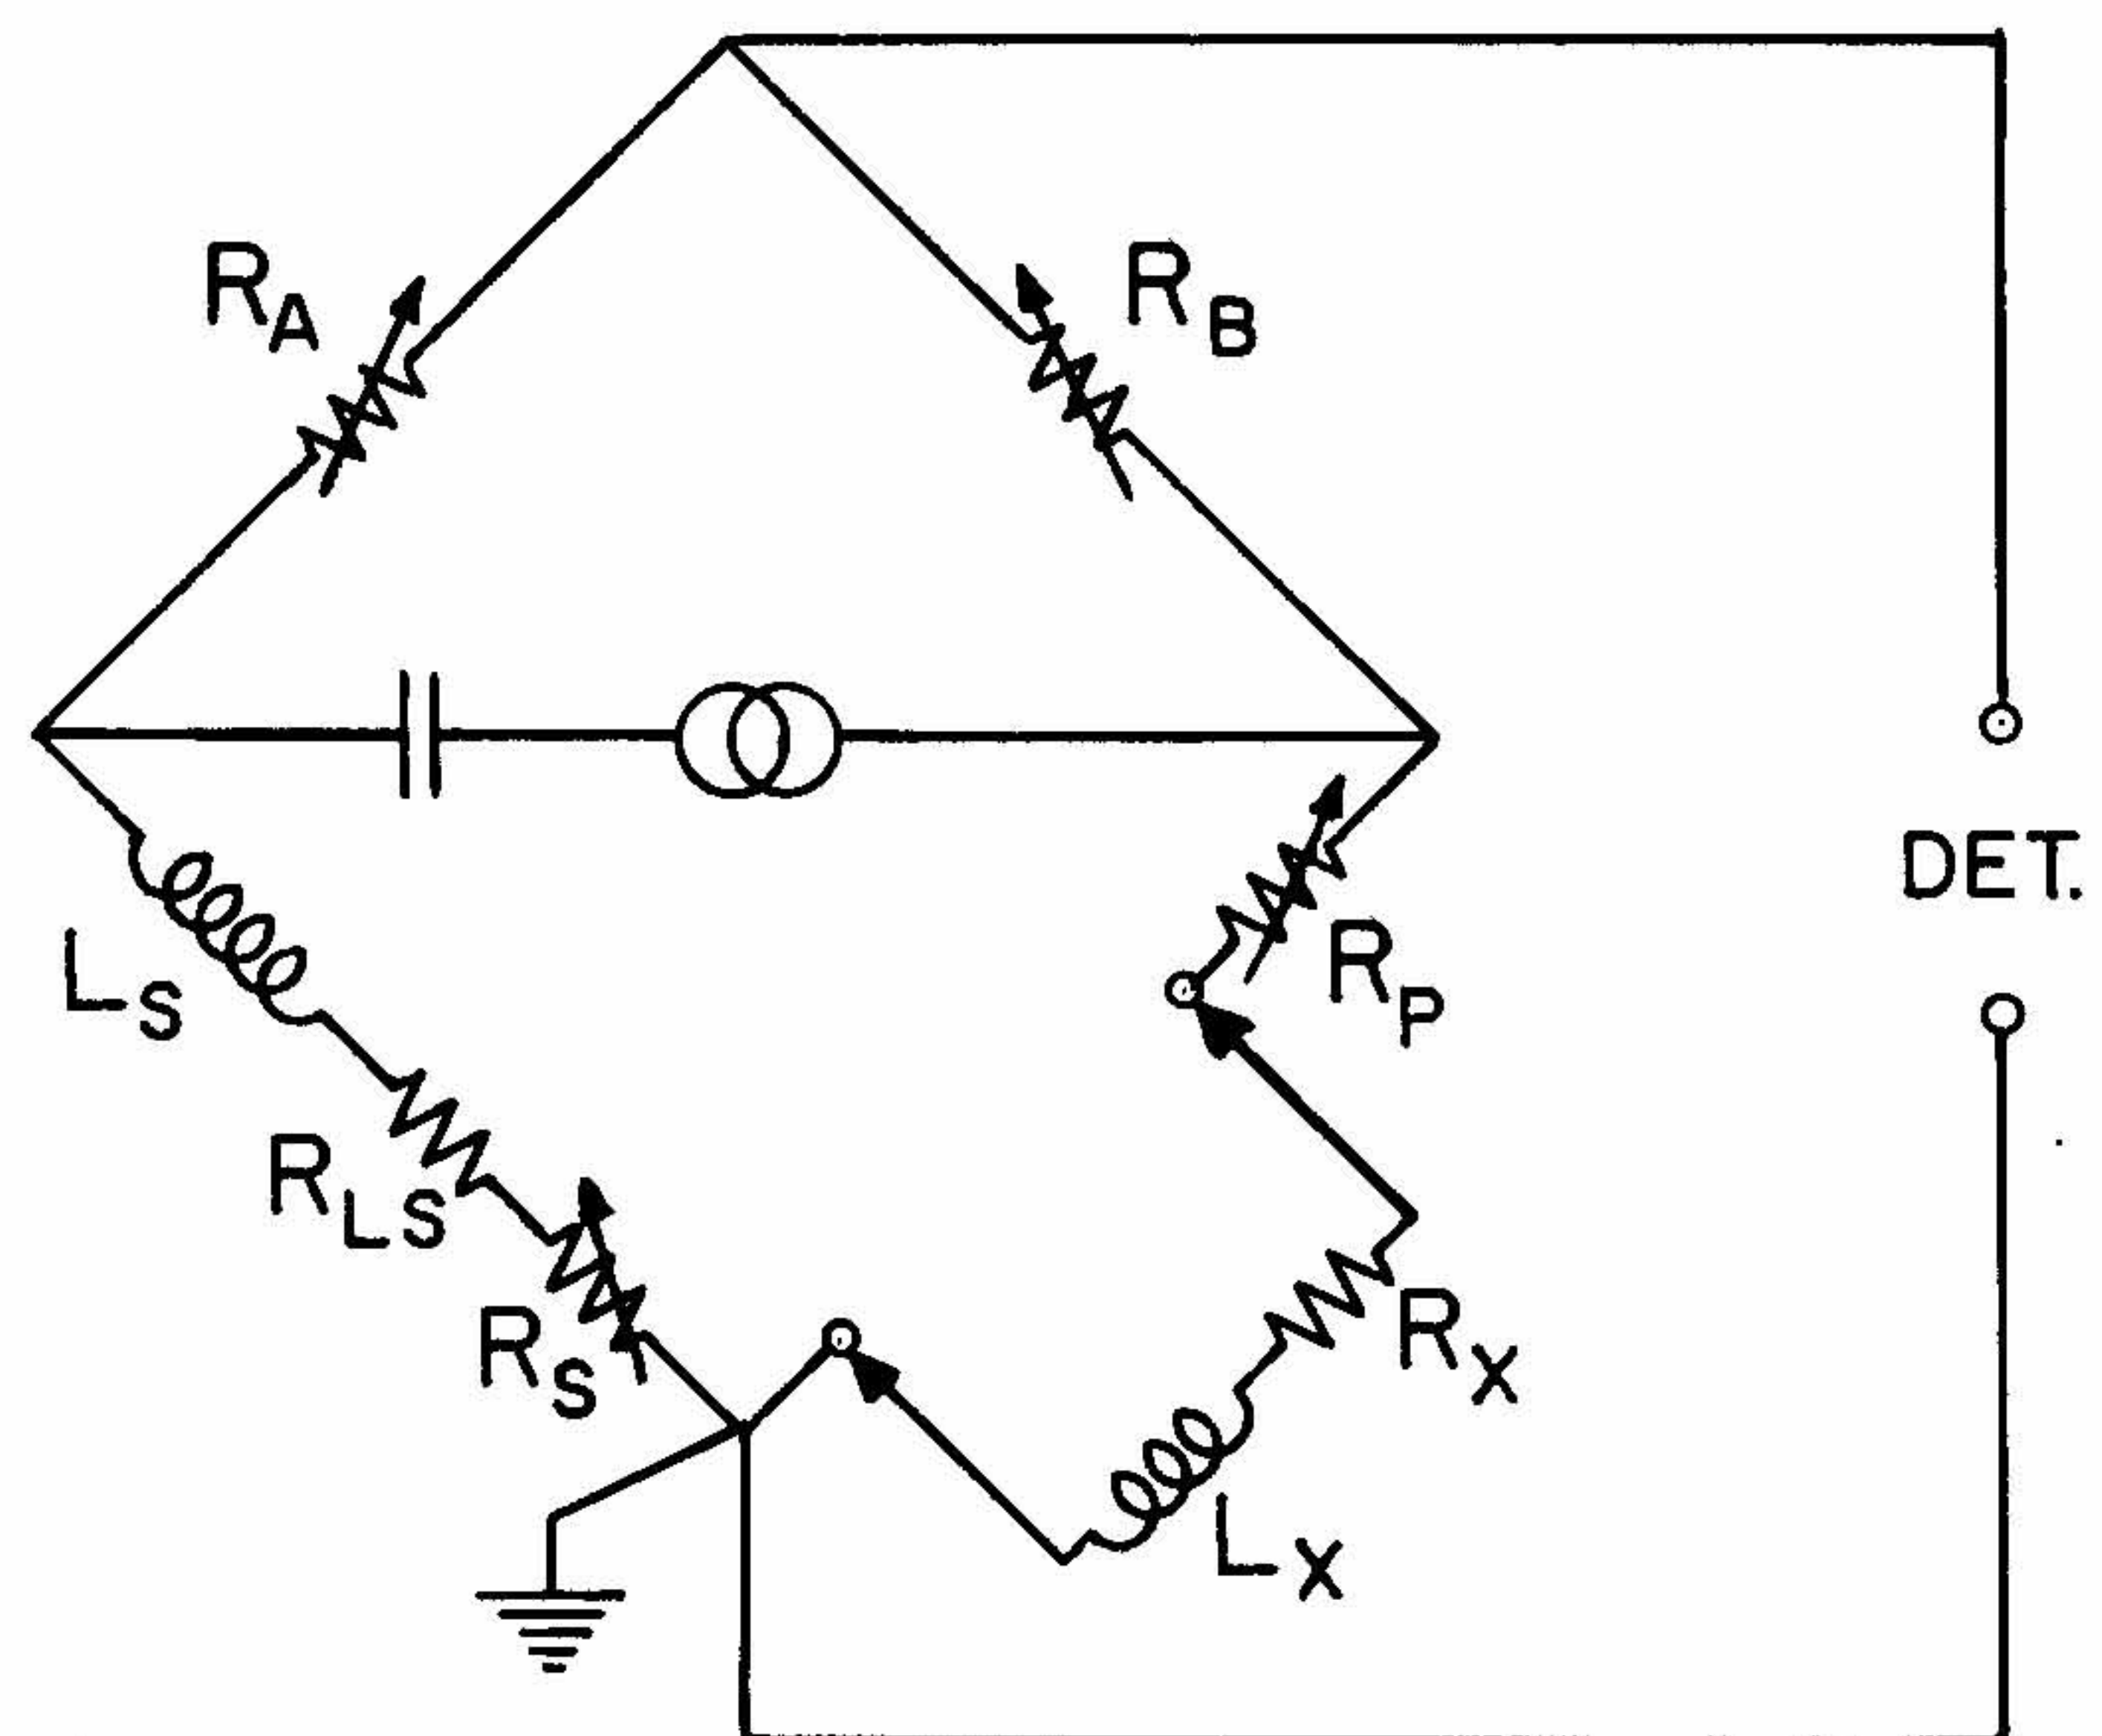 R_A
R_B
DET.
L_S
R_P
R_LS
R_S
R_X
L_X